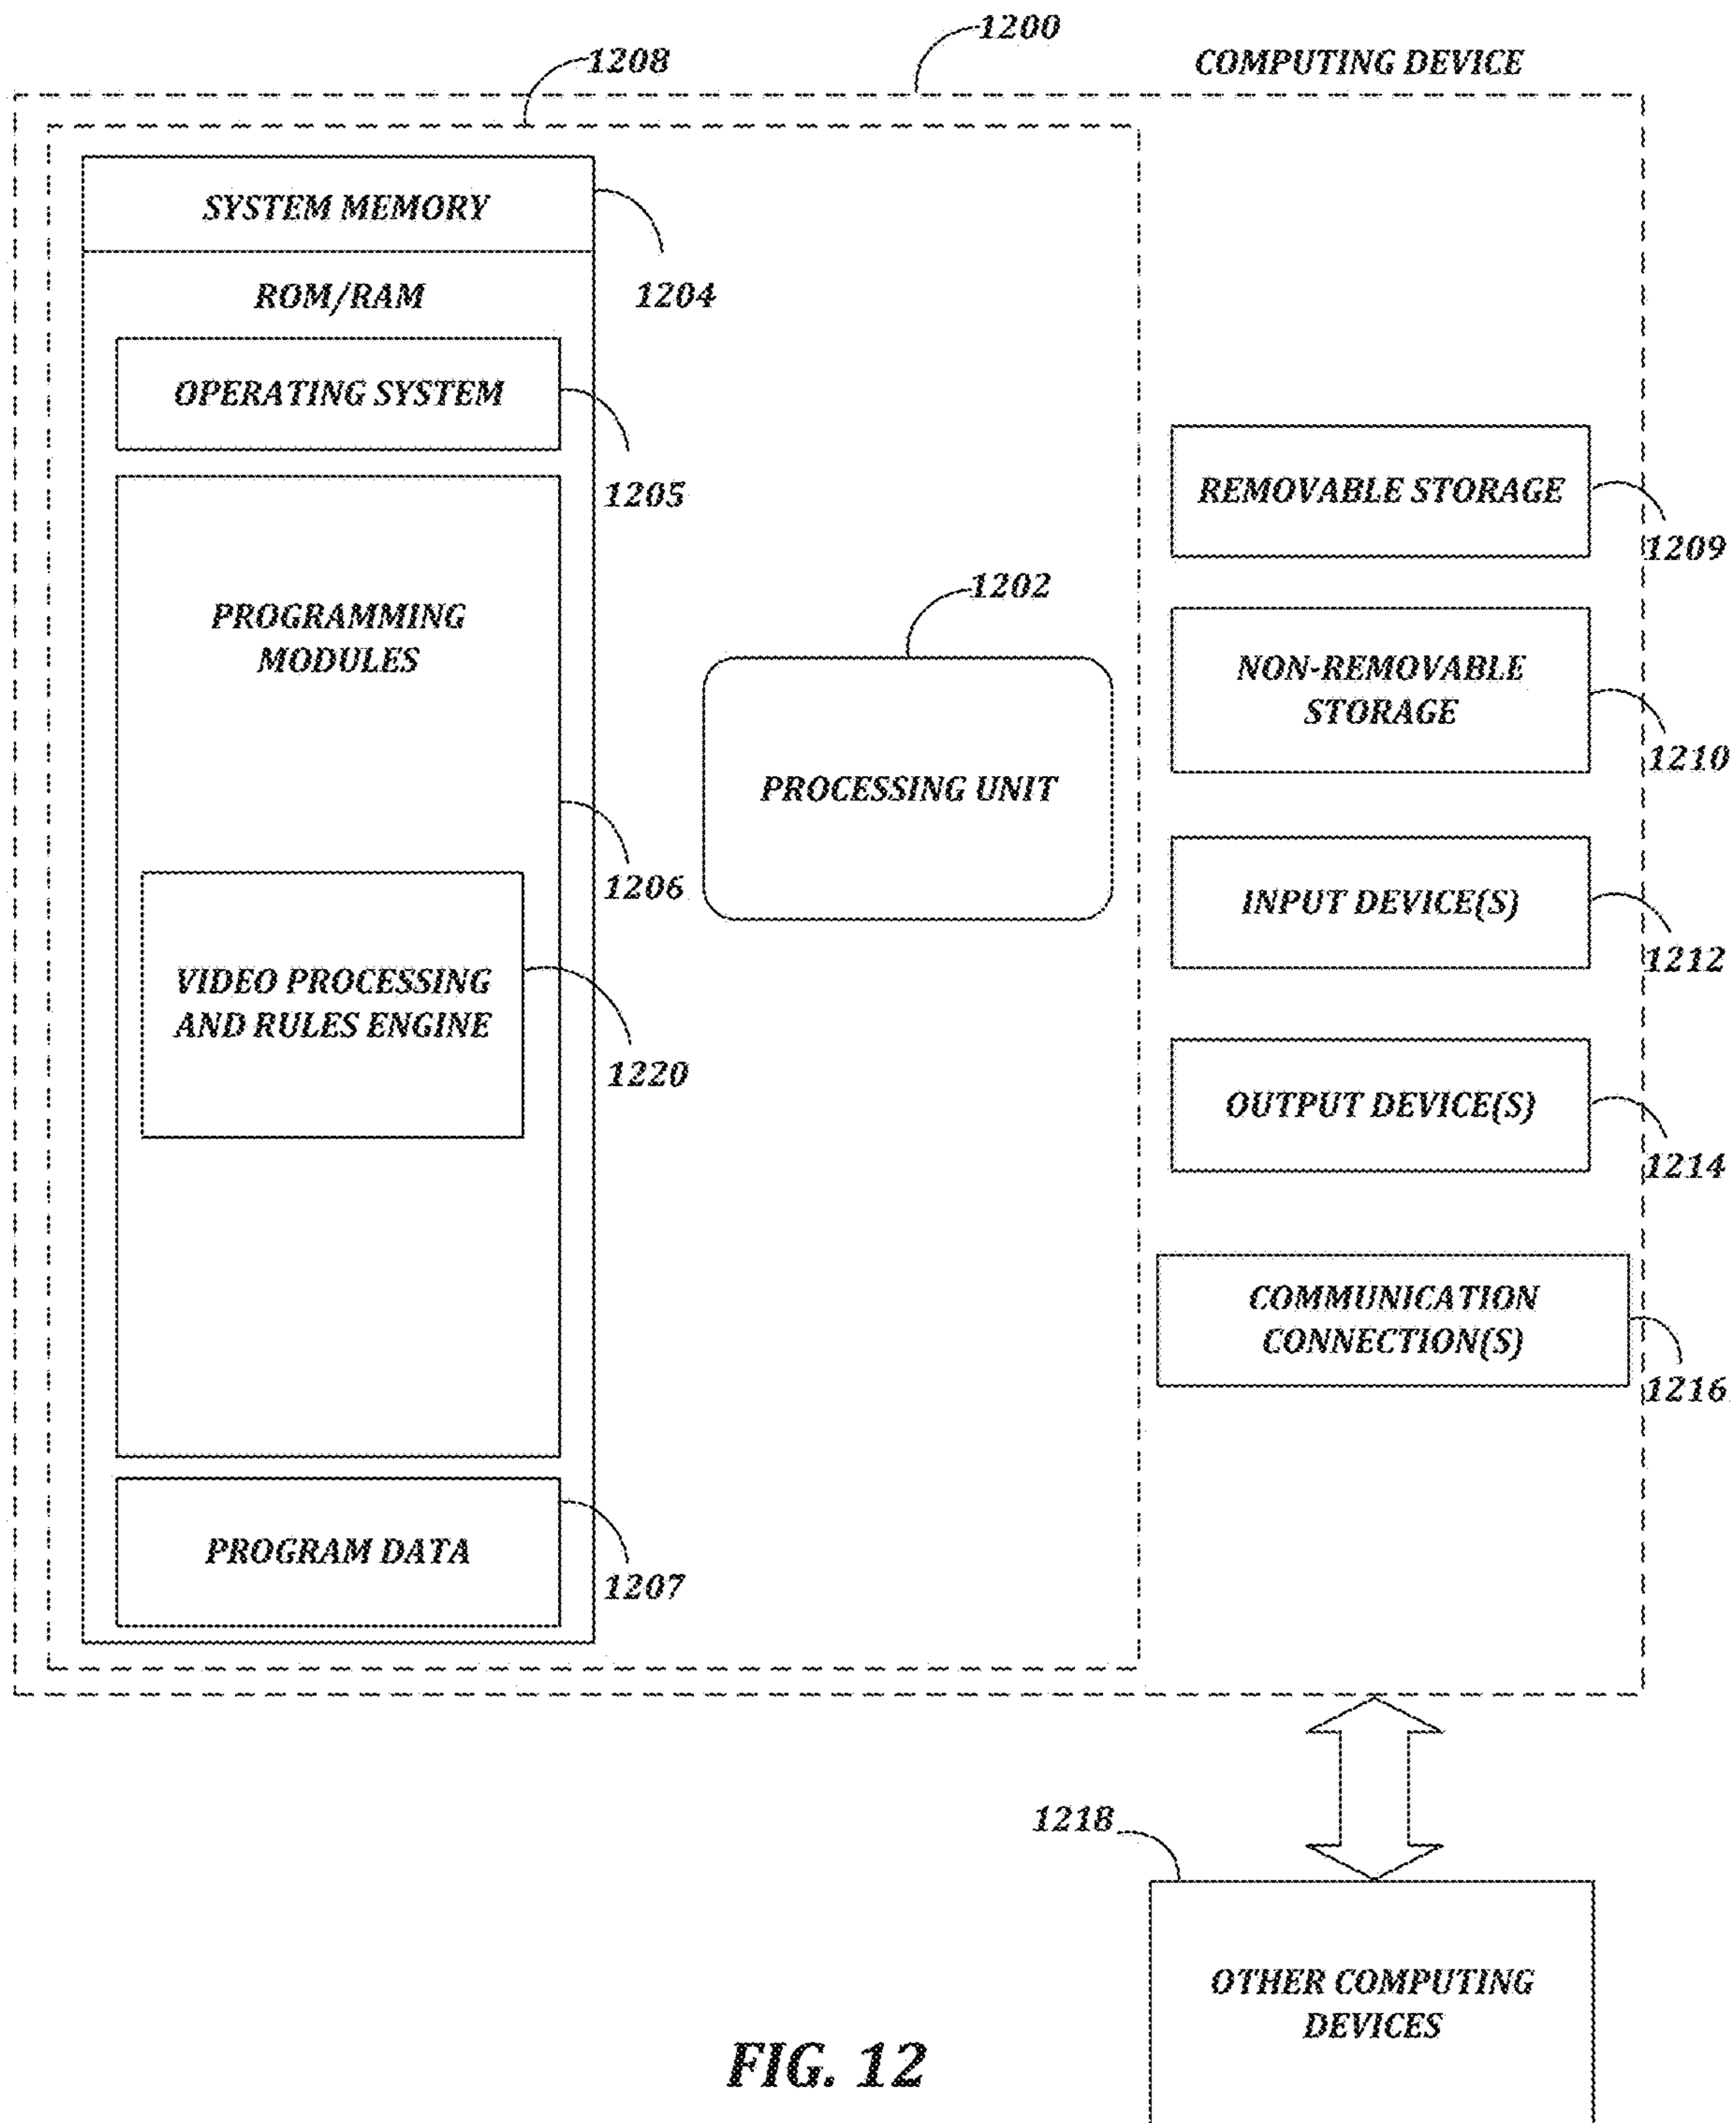 1200
1208
COMPUTING DEVICE
SYSTEM MEMORY
1204
ROM/RAM
OPERATING SYSTEM
1205
PROGRAMMING
MODULES
1206
VIDEO PROCESSING
AND RULES ENGINE
1220
PROGRAM DATA
1207
1202
PROCESSING UNIT
REMOVABLE STORAGE
1209
NON-REMOVABLE
STORAGE
1210
INPUT DEVICE(S)
1212
OUTPUT DEVICE(S)
1214
COMMUNICATION
CONNECTION(S)
1216
1218
OTHER COMPUTING
DEVICES
FIG. 12